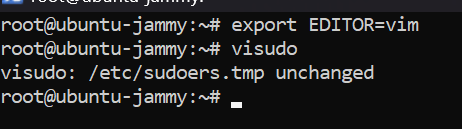 root@ubuntu-jammy:~# export EDITOR=vim
root@ubuntu-jammy:~# visudo
visudo: /etc/sudoers.tmp unchanged
root@ubuntu-jammy:~#